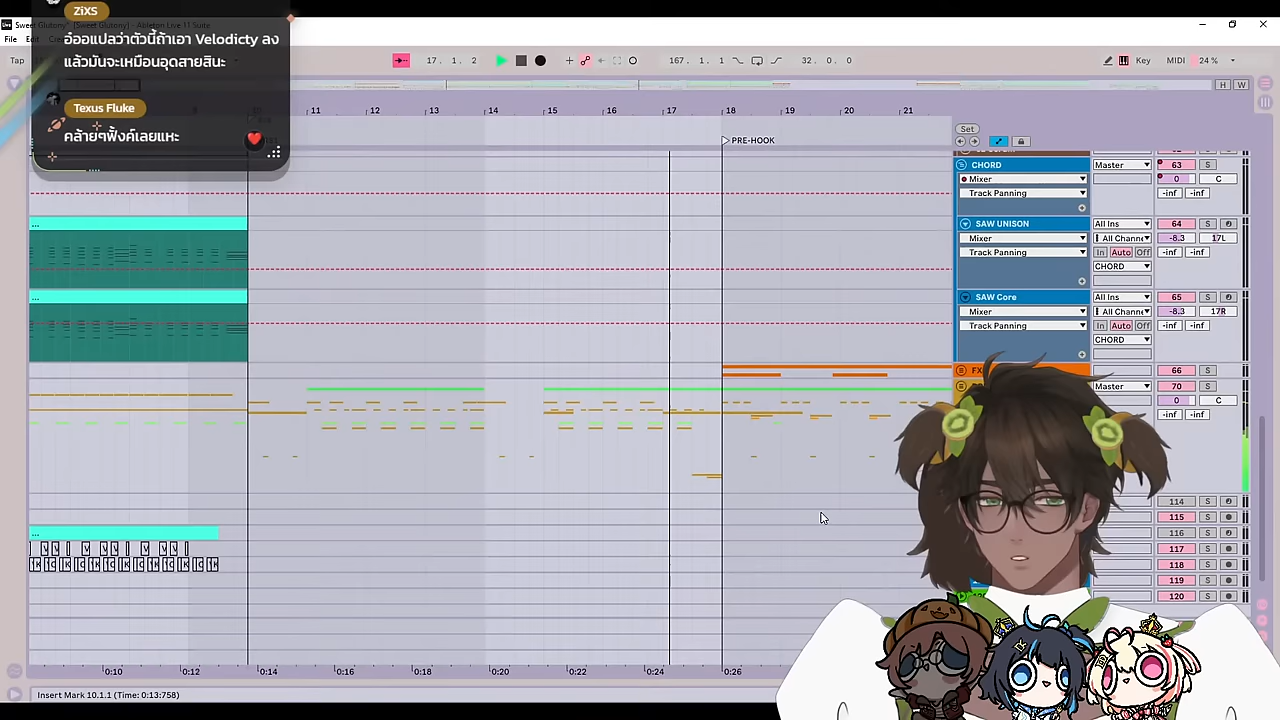 ZiXS
อ๋ออแปลว่าตัวนี้ถ้าเอา Velodicty ลง
แล้วมันจะเหมือนอุดสายสินะ
Texus Fluke
คล้ายๆฟังค์เลยแหะ
Tap
17. 1. 2
167. 1. 1
32. 0. 0
Key
MIDI
24 %
H
W
11
12
13
14
15
16
17
18
19
20
21
PRE-HOOK
Set
CHORD
Master
63
S
Mixer
0
C
Track Panning
-inf
-inf
SAW UNISON
All Ins
64
S
Mixer
All Channe
-8.3
17L
Track Panning
In
Auto
Off
-inf
-inf
CHORD
SAW Core
All Ins
65
S
Mixer
All Channe
-8.3
17R
Track Panning
In
Auto
Off
-inf
-inf
CHORD
66
S
Master
70
S
0
C
-inf
-inf
114
S
115
S
116
S
117
S
118
S
119
S
120
S
0:10
0:12
0:14
0:16
0:18
0:20
0:22
0:24
0:26
Insert Mark 10.1.1 (Time: 0:13:758)